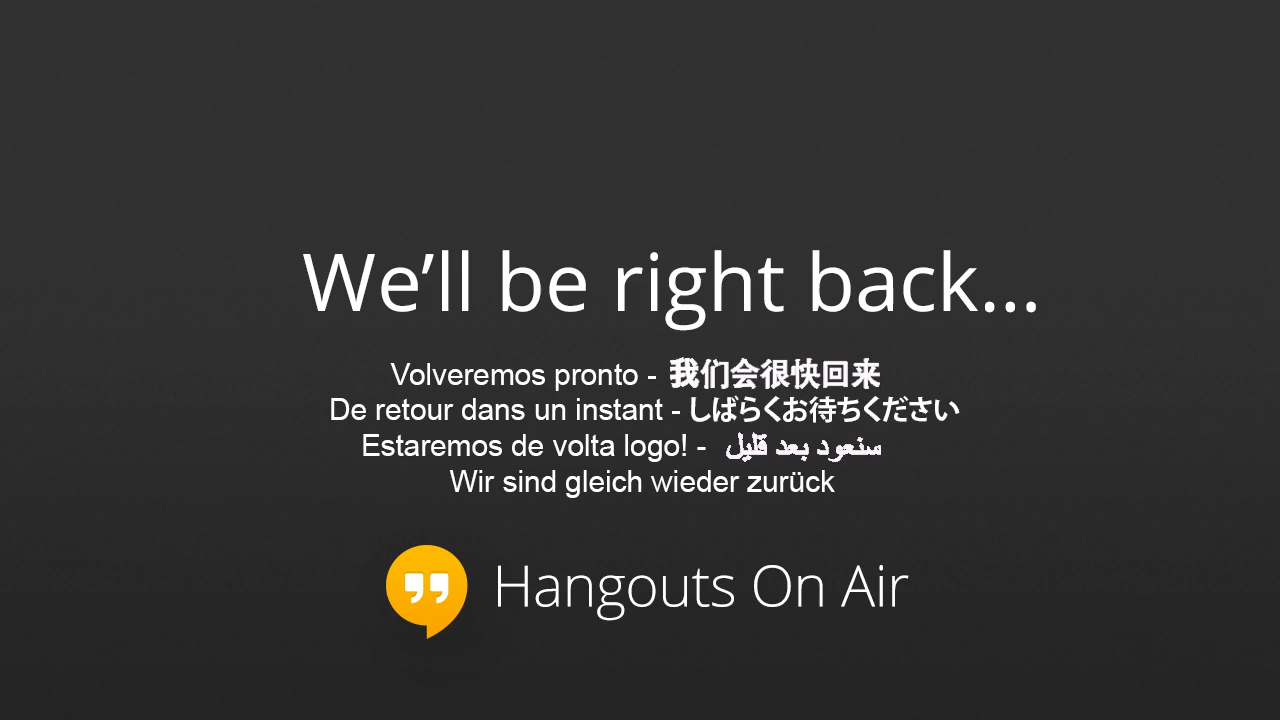 We’ll be right back...
Volveremos pronto - 我们会很快回来
De retour dans un instant - しばらくお待ちください
Estaremos de volta logo! - سنعود بعد قليل
Wir sind gleich wieder zurück
Hangouts On Air